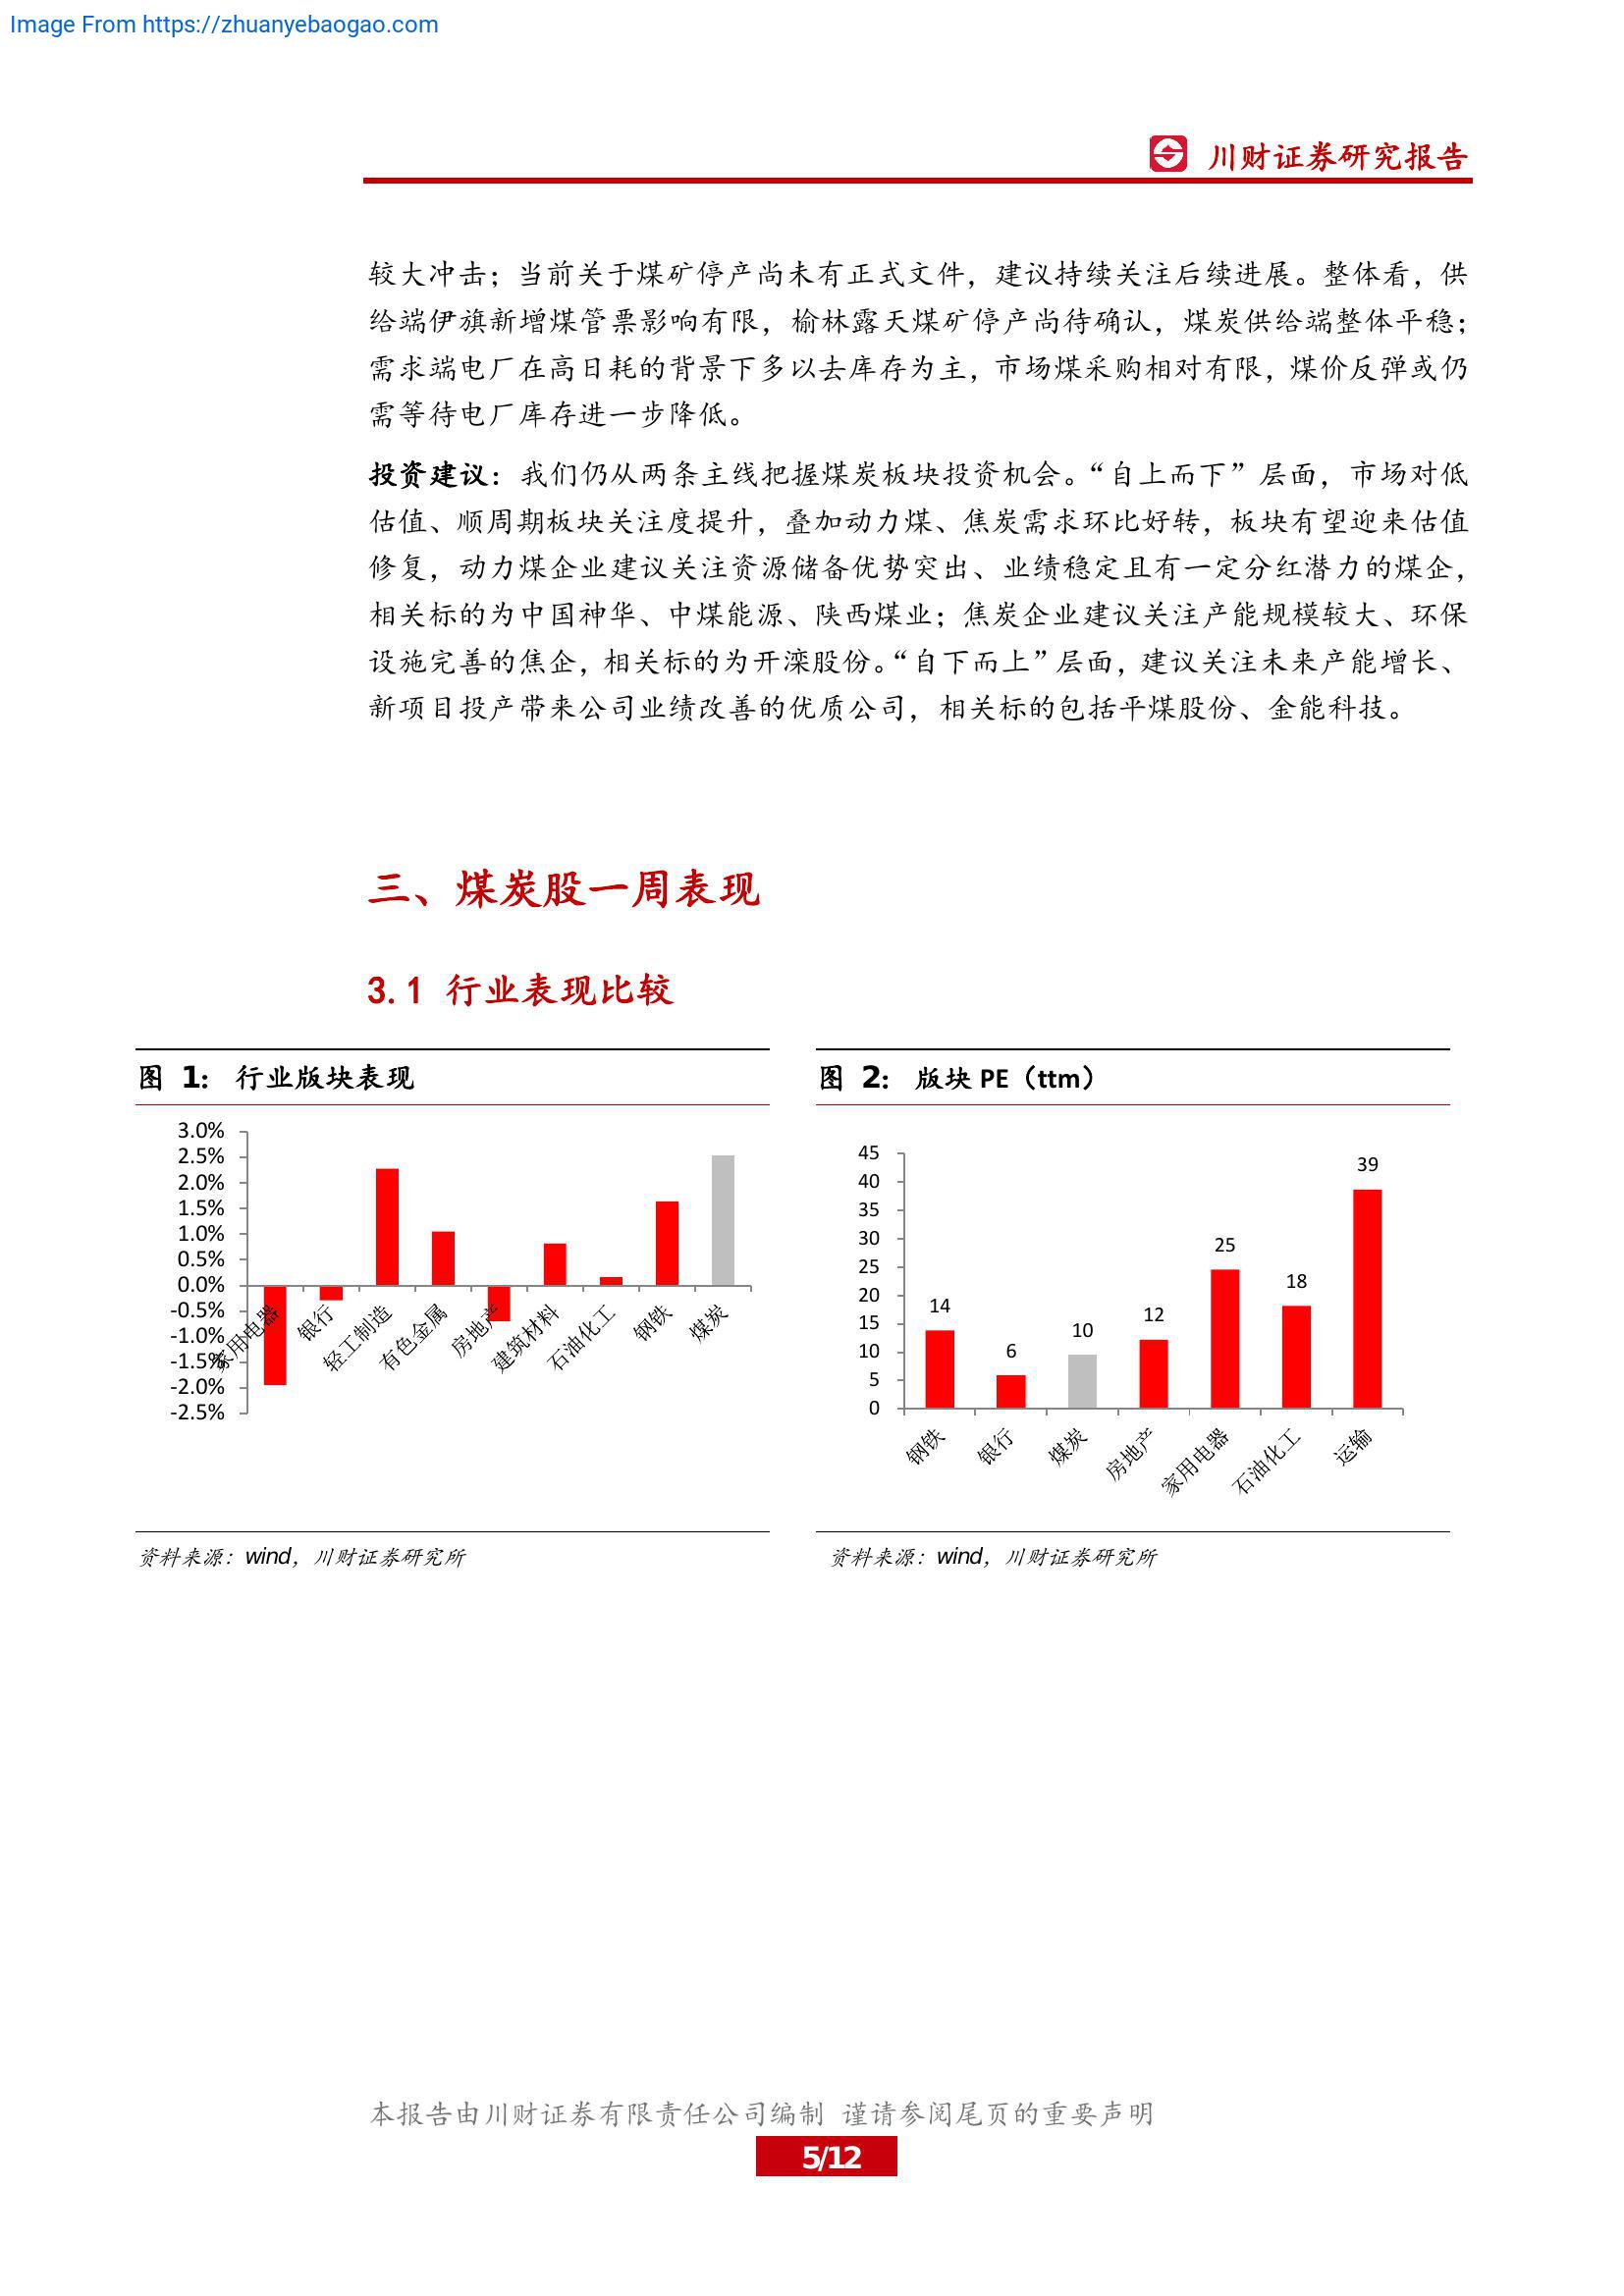 Image From https://zhuanyebaogao.com
川财证券研究报告
较大冲击；当前关于煤矿停产尚未有正式文件，建议持续关注后续进展。整体看，供
给端伊旗新增煤管票影响有限，榆林露天煤矿停产尚待确认，煤炭供给端整体平稳；
需求端电厂在高日耗的背景下多以去库存为主，市场煤采购相对有限，煤价反弹或仍
需等待电厂库存进一步降低。
投资建议：我们仍从两条主线把握煤炭板块投资机会。“自上而下”层面，市场对低
估值、顺周期板块关注度提升，叠加动力煤、焦炭需求环比好转，板块有望迎来估值
修复，动力煤企业建议关注资源储备优势突出、业绩稳定且有一定分红潜力的煤企，
相关标的为中国神华、中煤能源、陕西煤业；焦炭企业建议关注产能规模较大、环保
设施完善的焦企，相关标的为开滦股份。“自下而上”层面，建议关注未来产能增长、
新项目投产带来公司业绩改善的优质公司，相关标的包括平煤股份、金能科技。
三、煤炭股一周表现
3.1 行业表现比较
图 1： 行业版块表现
3.0%
2.5%
2.0%
1.5%
1.0%
0.5%
0.0%
-0.5%
-1.0%
-1.5%
-2.0%
-2.5%
家用电器
银行
轻工制造
有色金属
房地产
建筑材料
石油化工
钢铁
煤炭
资料来源：wind，川财证券研究所
图 2： 版块 PE（ttm）
45
40
35
30
25
20
15
10
5
0
14
6
10
12
25
18
39
钢铁
银行
煤炭
房地产
家用电器
石油化工
运输
资料来源：wind，川财证券研究所
本报告由川财证券有限责任公司编制 谨请参阅尾页的重要声明
5/12